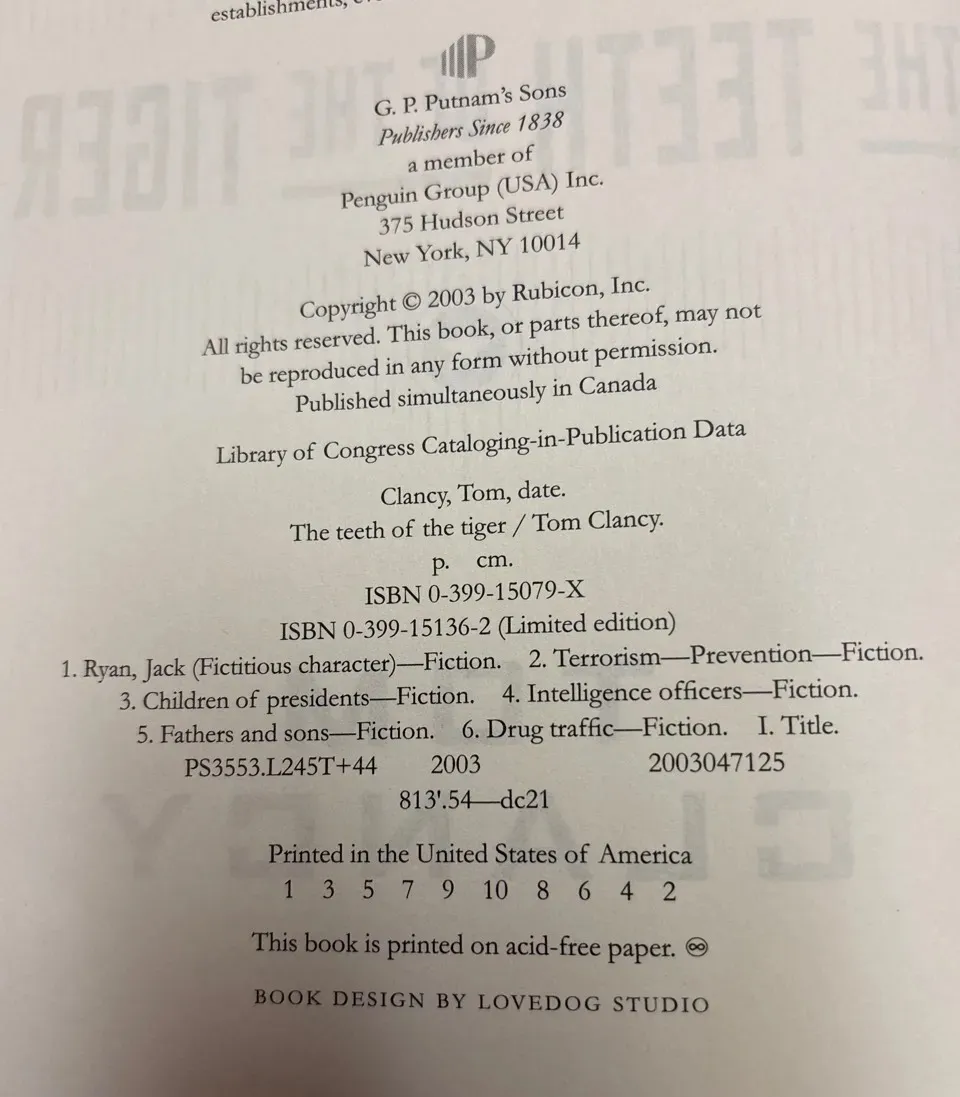 establishments,
G. P. Putnam's Sons
Publishers Since 1838
a member of
Penguin Group (USA) Inc.
375 Hudson Street
New York, NY 10014
Copyright © 2003 by Rubicon, Inc.
All rights reserved. This book, or parts thereof, may not
be reproduced in any form without permission.
Published simultaneously in Canada
Library of Congress Cataloging-in-Publication Data
Clancy, Tom, date.
The teeth of the tiger / Tom Clancy.
p. cm.
ISBN 0-399-15079-X
ISBN 0-399-15136-2 (Limited edition)
1. Ryan, Jack (Fictitious character)—Fiction. 2. Terrorism—Prevention—Fiction.
3. Children of presidents—Fiction. 4. Intelligence officers—Fiction.
5. Fathers and sons—Fiction. 6. Drug traffic—Fiction. I. Title.
PS3553.L245T+44 2003 2003047125
813'.54—dc21
Printed in the United States of America
1 3 5 7 9 10 8 6 4 2
This book is printed on acid-free paper. ♾
BOOK DESIGN BY LOVEDOG STUDIO